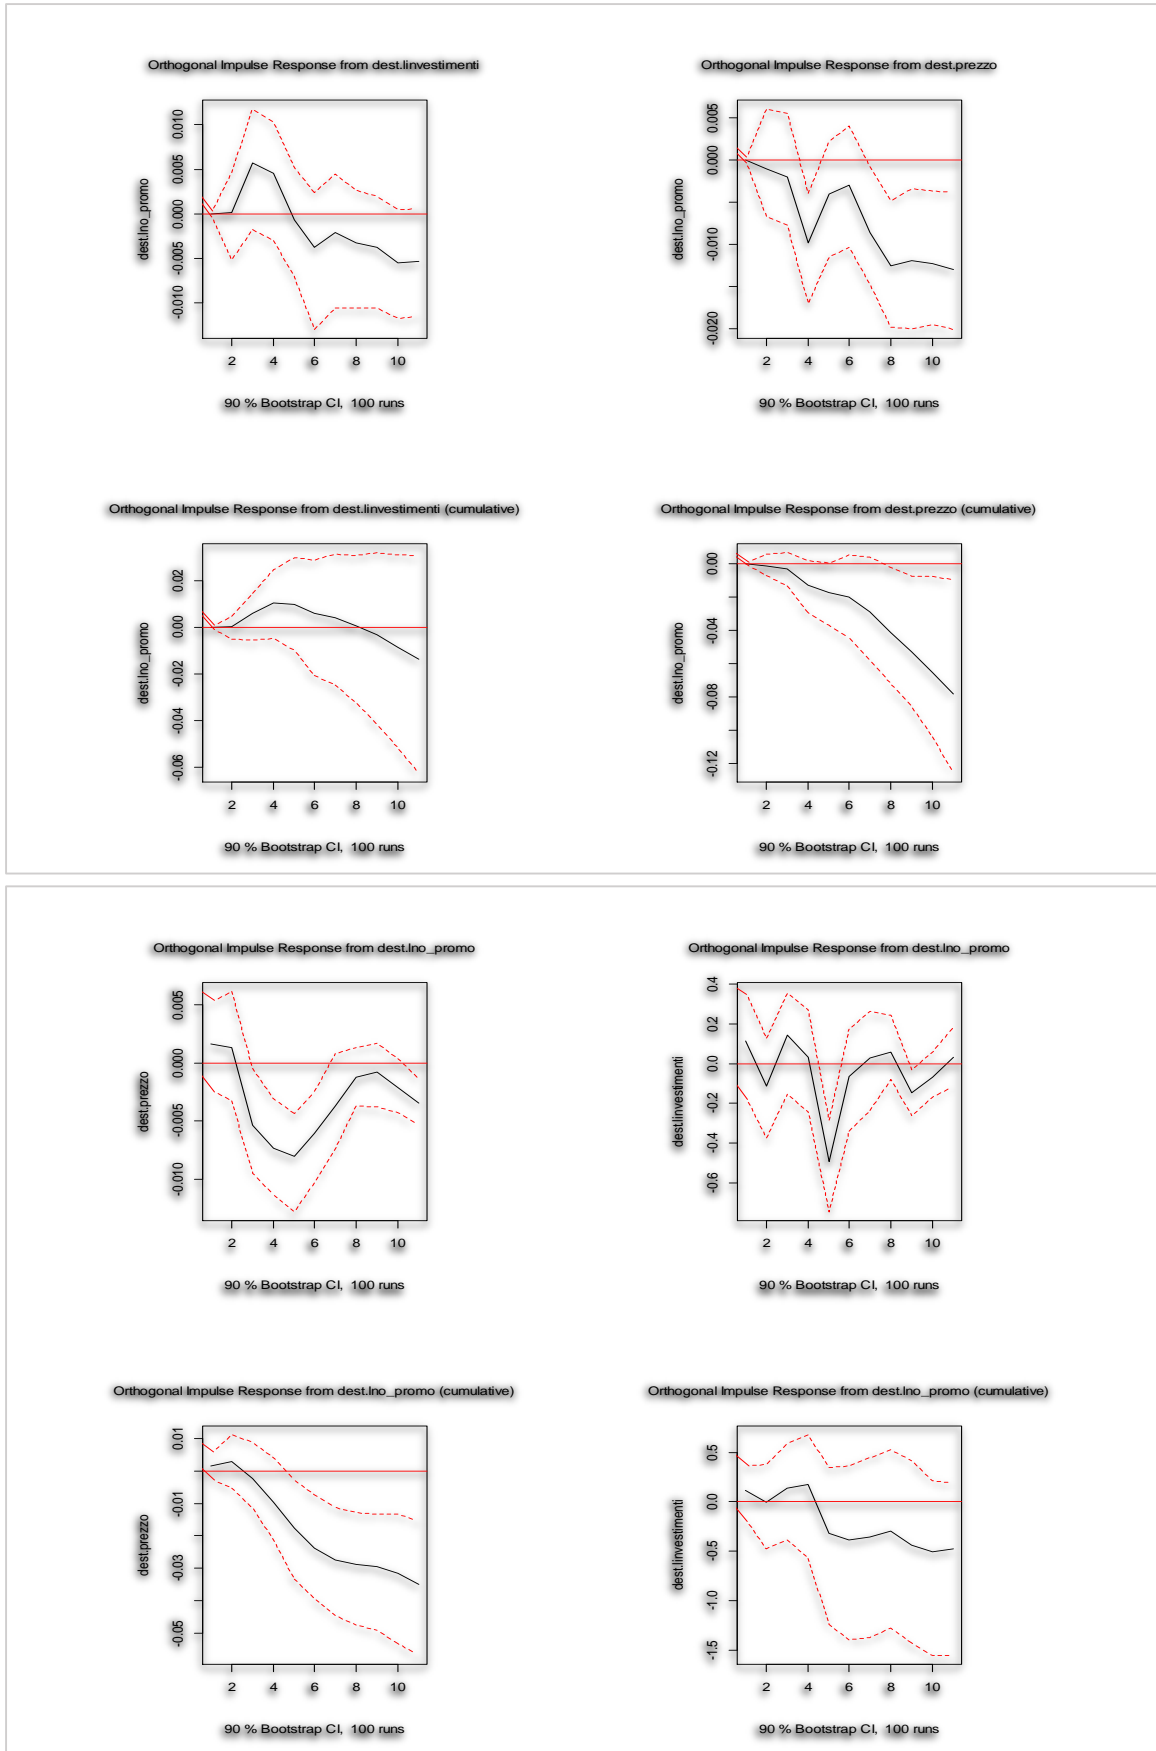 Orthogonal Impulse Response from dest.linvestimenti
dest.lno_promo
0.010
0.005
0.000
-0.005
-0.010
2 4 6 8 10
90 % Bootstrap CI, 100 runs
Orthogonal Impulse Response from dest.prezzo
dest.lno_promo
0.005
0.000
-0.010
-0.020
2 4 6 8 10
90 % Bootstrap CI, 100 runs
Orthogonal Impulse Response from dest.linvestimenti (cumulative)
dest.lno_promo
0.02
0.00
-0.02
-0.04
-0.06
2 4 6 8 10
90 % Bootstrap CI, 100 runs
Orthogonal Impulse Response from dest.prezzo (cumulative)
dest.lno_promo
0.00
-0.04
-0.08
-0.12
2 4 6 8 10
90 % Bootstrap CI, 100 runs
Orthogonal Impulse Response from dest.lno_promo
dest.prezzo
0.005
0.000
-0.005
-0.010
2 4 6 8 10
90 % Bootstrap CI, 100 runs
Orthogonal Impulse Response from dest.lno_promo
dest.linvestimenti
0.4
0.2
0.0
-0.2
-0.4
-0.6
2 4 6 8 10
90 % Bootstrap CI, 100 runs
Orthogonal Impulse Response from dest.lno_promo (cumulative)
dest.prezzo
0.01
-0.01
-0.03
-0.05
2 4 6 8 10
90 % Bootstrap CI, 100 runs
Orthogonal Impulse Response from dest.lno_promo (cumulative)
dest.linvestimenti
0.5
0.0
-0.5
-1.0
-1.5
2 4 6 8 10
90 % Bootstrap CI, 100 runs